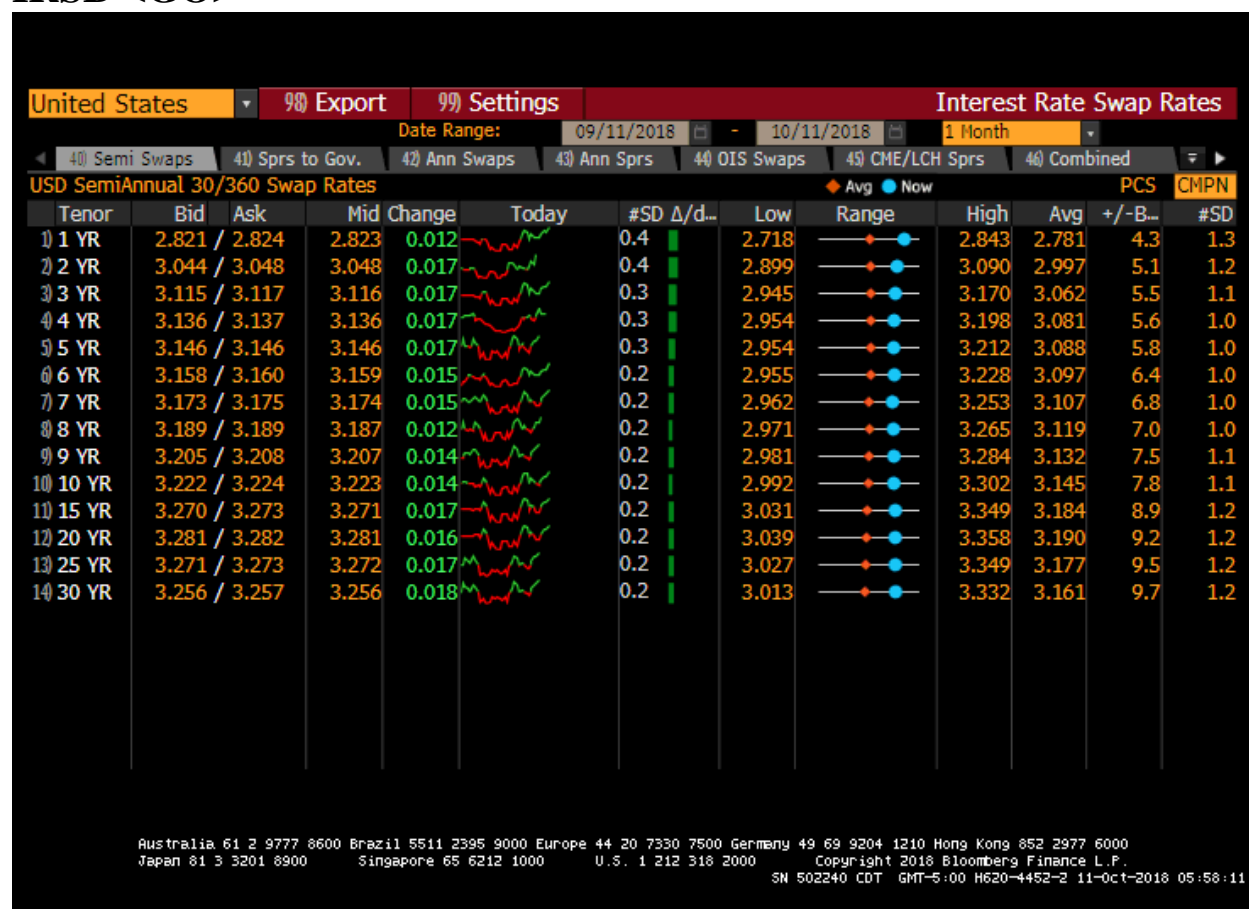 United States 98) Export 99) Settings Interest Rate Swap Rates
Date Range: 09/11/2018 - 10/11/2018 1 Month
40) Semi Swaps 41) Sprs to Gov. 42) Ann Swaps 43) Ann Sprs 44) OIS Swaps 45) CME/LCH Sprs 46) Combined
USD SemiAnnual 30/360 Swap Rates Avg Now PCS CMPN
Tenor Bid Ask Mid Change Today #SD Δ/d... Low Range High Avg +/-B... #SD
1) 1 YR 2.821 / 2.824 2.823 0.012 0.4 2.718 2.843 2.781 4.3 1.3
2) 2 YR 3.044 / 3.048 3.048 0.017 0.4 2.899 3.090 2.997 5.1 1.2
3) 3 YR 3.115 / 3.117 3.116 0.017 0.3 2.945 3.170 3.062 5.5 1.1
4) 4 YR 3.136 / 3.137 3.136 0.017 0.3 2.954 3.198 3.081 5.6 1.0
5) 5 YR 3.146 / 3.146 3.146 0.017 0.3 2.954 3.212 3.088 5.8 1.0
6) 6 YR 3.158 / 3.160 3.159 0.015 0.2 2.955 3.228 3.097 6.4 1.0
7) 7 YR 3.173 / 3.175 3.174 0.015 0.2 2.962 3.253 3.107 6.8 1.0
8) 8 YR 3.189 / 3.189 3.187 0.012 0.2 2.971 3.265 3.119 7.0 1.0
9) 9 YR 3.205 / 3.208 3.207 0.014 0.2 2.981 3.284 3.132 7.5 1.1
10) 10 YR 3.222 / 3.224 3.223 0.014 0.2 2.992 3.302 3.145 7.8 1.1
11) 15 YR 3.270 / 3.273 3.271 0.017 0.2 3.031 3.349 3.184 8.9 1.2
12) 20 YR 3.281 / 3.282 3.281 0.016 0.2 3.039 3.358 3.190 9.2 1.2
13) 25 YR 3.271 / 3.273 3.272 0.017 0.2 3.027 3.349 3.177 9.5 1.2
14) 30 YR 3.256 / 3.257 3.256 0.018 0.2 3.013 3.332 3.161 9.7 1.2
Australia 61 2 9777 8600 Brazil 5511 2395 9000 Europe 44 20 7330 7500 Germany 49 69 9204 1210 Hong Kong 852 2977 6000
Japan 81 3 3201 8900 Singapore 65 6212 1000 U.S. 1 212 318 2000 Copyright 2018 Bloomberg Finance L.P.
SN 502240 CDT GMT-5:00 H620-4452-2 11-Oct-2018 05:58:11